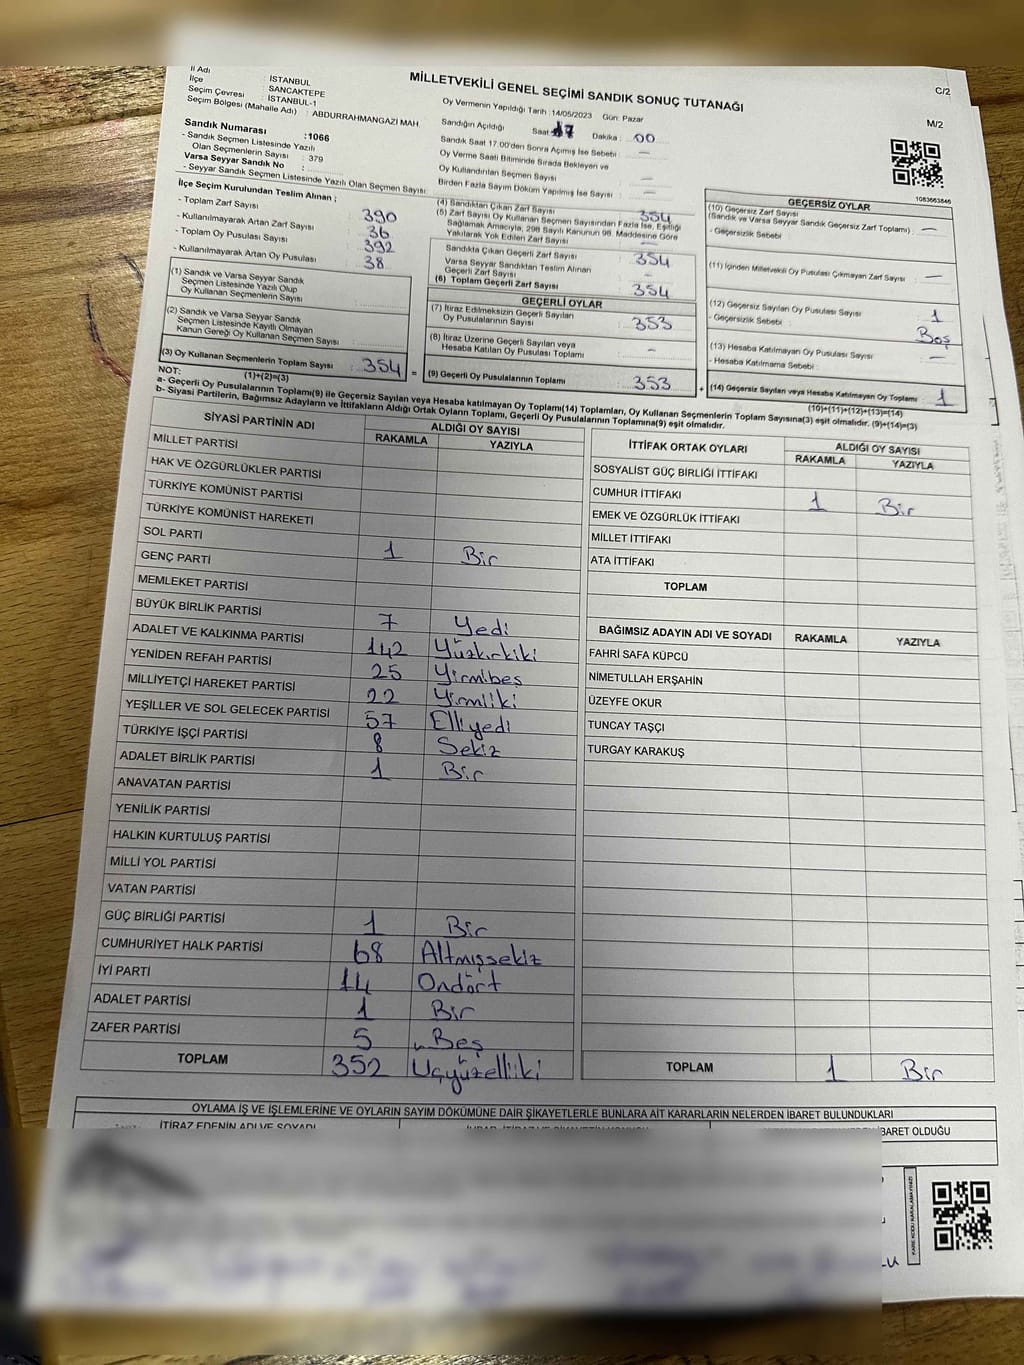 MİLLETVEKİLİ GENEL SEÇİMİ SANDIK SONUÇ TUTANAĞI
C/2
M/2
İl Adı
İlçe : İSTANBUL
Seçim Çevresi : SANCAKTEPE
Seçim Bölgesi (Mahalle Adı) : İSTANBUL-1
: ABDURRAHMANGAZİ MAH.
Sandık Numarası :1066
- Sandık Seçmen Listesinde Yazılı
Olan Seçmenlerin Sayısı : 379
Varsa Seyyar Sandık No :
- Seyyar Sandık Seçmen Listesinde Yazılı Olan Seçmen Sayısı :
Oy Vermenin Yapıldığı Tarih :14/05/2023 Gün: Pazar
Sandığın Açıldığı Saat : 17 Dakika : 00
Sandık Saat 17.00'den Sonra Açımış İse Sebebi : —
Oy Verme Saati Bitiminde Sırada Bekleyen ve
Oy Kullandırılan Seçmen Sayısı : —
Birden Fazla Sayım Döküm Yapılmış İse Sayısı : —
1083663846
İlçe Seçim Kurulundan Teslim Alınan ;
- Toplam Zarf Sayısı : 390
- Kullanılmayarak Artan Zarf Sayısı : 36
- Toplam Oy Pusulası Sayısı : 392
- Kullanılmayarak Artan Oy Pusulası : 38
(1) Sandık ve Varsa Seyyar Sandık
Seçmen Listesinde Yazılı Olup
Oy Kullanan Seçmenlerin Sayısı :
(2) Sandık ve Varsa Seyyar Sandık
Seçmen Listesinde Kayıtlı Olmayan
Kanun Gereği Oy Kullanan Seçmen Sayısı :
(3) Oy Kullanan Seçmenlerin Toplam Sayısı : 354 =
(1)+(2)=(3)
(4) Sandıktan Çıkan Zarf Sayısı : 354
(5) Zarf Sayısı Oy Kullanan Seçmen Sayısından Fazla İse, Eşitliği
Sağlamak Amacıyla, 298 Sayılı Kanunun 98. Maddesine Göre
Yakılarak Yok Edilen Zarf Sayısı : —
Sandıkta Çıkan Geçerli Zarf Sayısı : 354
Varsa Seyyar Sandıktan Teslim Alınan
Geçerli Zarf Sayısı : —
(6) Toplam Geçerli Zarf Sayısı : 354
GEÇERLİ OYLAR
(7) İtiraz Edilmeksizin Geçerli Sayılan
Oy Pusulalarının Sayısı : 353
(8) İtiraz Üzerine Geçerli Sayılan veya
Hesaba Katılan Oy Pusulası Toplamı : —
(9) Geçerli Oy Pusulalarının Toplamı : 353 +
GEÇERSİZ OYLAR
(10) Geçersiz Zarf Sayısı
(Sandık ve Varsa Seyyar Sandık Geçersiz Zarf Toplamı) : —
- Geçersizlik Sebebi :
(11) İçinden Milletvekili Oy Pusulası Çıkmayan Zarf Sayısı : —
(12) Geçersiz Sayılan Oy Pusulası Sayısı : 1
- Geçersizlik Sebebi : Boş
(13) Hesaba Katılmayan Oy Pusulası Sayısı : —
- Hesaba Katılmama Sebebi :
(14) Geçersiz Sayılan veya Hesaba Katılmayan Oy Toplamı : 1
(10)+(11)+(12)+(13)=(14)
NOT:
a- Geçerli Oy Pusulalarının Toplamı(9) ile Geçersiz Sayılan veya Hesaba katılmayan Oy Toplamı(14) Toplamları, Oy Kullanan Seçmenlerin Toplam Sayısına(3) eşit olmalıdır. (9)+(14)=(3)
b- Siyasi Partilerin, Bağımsız Adayların ve İttifakların Aldığı Ortak Oyların Toplamı, Geçerli Oy Pusulalarının Toplamına(9) eşit olmalıdır.
SİYASİ PARTİNİN ADI ALDIĞI OY SAYISI
RAKAMLA YAZIYLA
MİLLET PARTİSİ
HAK VE ÖZGÜRLÜKLER PARTİSİ
TÜRKİYE KOMÜNİST PARTİSİ
TÜRKİYE KOMÜNİST HAREKETİ
SOL PARTİ
GENÇ PARTİ 1 Bir
MEMLEKET PARTİSİ
BÜYÜK BİRLİK PARTİSİ 7 Yedi
ADALET VE KALKINMA PARTİSİ 142 Yüzkırkiki
YENİDEN REFAH PARTİSİ 25 Yirmibeş
MİLLİYETÇİ HAREKET PARTİSİ 22 Yirmiiki
YEŞİLLER VE SOL GELECEK PARTİSİ 57 Elliyedi
TÜRKİYE İŞÇİ PARTİSİ 8 Sekiz
ADALET BİRLİK PARTİSİ 1 Bir
ANAVATAN PARTİSİ
YENİLİK PARTİSİ
HALKIN KURTULUŞ PARTİSİ
MİLLİ YOL PARTİSİ
VATAN PARTİSİ
GÜÇ BİRLİĞİ PARTİSİ 1 Bir
CUMHURİYET HALK PARTİSİ 68 Altmışsekiz
İYİ PARTİ 14 Ondört
ADALET PARTİSİ 1 Bir
ZAFER PARTİSİ 5 Beş
TOPLAM 352 Üçyüzelliiki
İTTİFAK ORTAK OYLARI ALDIĞI OY SAYISI
RAKAMLA YAZIYLA
SOSYALİST GÜÇ BİRLİĞİ İTTİFAKI
CUMHUR İTTİFAKI 1 Bir
EMEK VE ÖZGÜRLÜK İTTİFAKI
MİLLET İTTİFAKI
ATA İTTİFAKI
TOPLAM
BAĞIMSIZ ADAYIN ADI VE SOYADI RAKAMLA YAZIYLA
FAHRİ SAFA KÜPCÜ
NİMETULLAH ERŞAHİN
ÜZEYFE OKUR
TUNCAY TAŞÇI
TURGAY KARAKUŞ
TOPLAM 1 Bir
OYLAMA İŞ VE İŞLEMLERİNE VE OYLARIN SAYIM DÖKÜMÜNE DAİR ŞİKAYETLERLE BUNLARA AİT KARARLARIN NELERDEN İBARET BULUNDUKLARI
İTİRAZ EDENİN ADI VE SOYADI
BARET OLDUĞU
KARE KODU KARALAMAYINIZ!